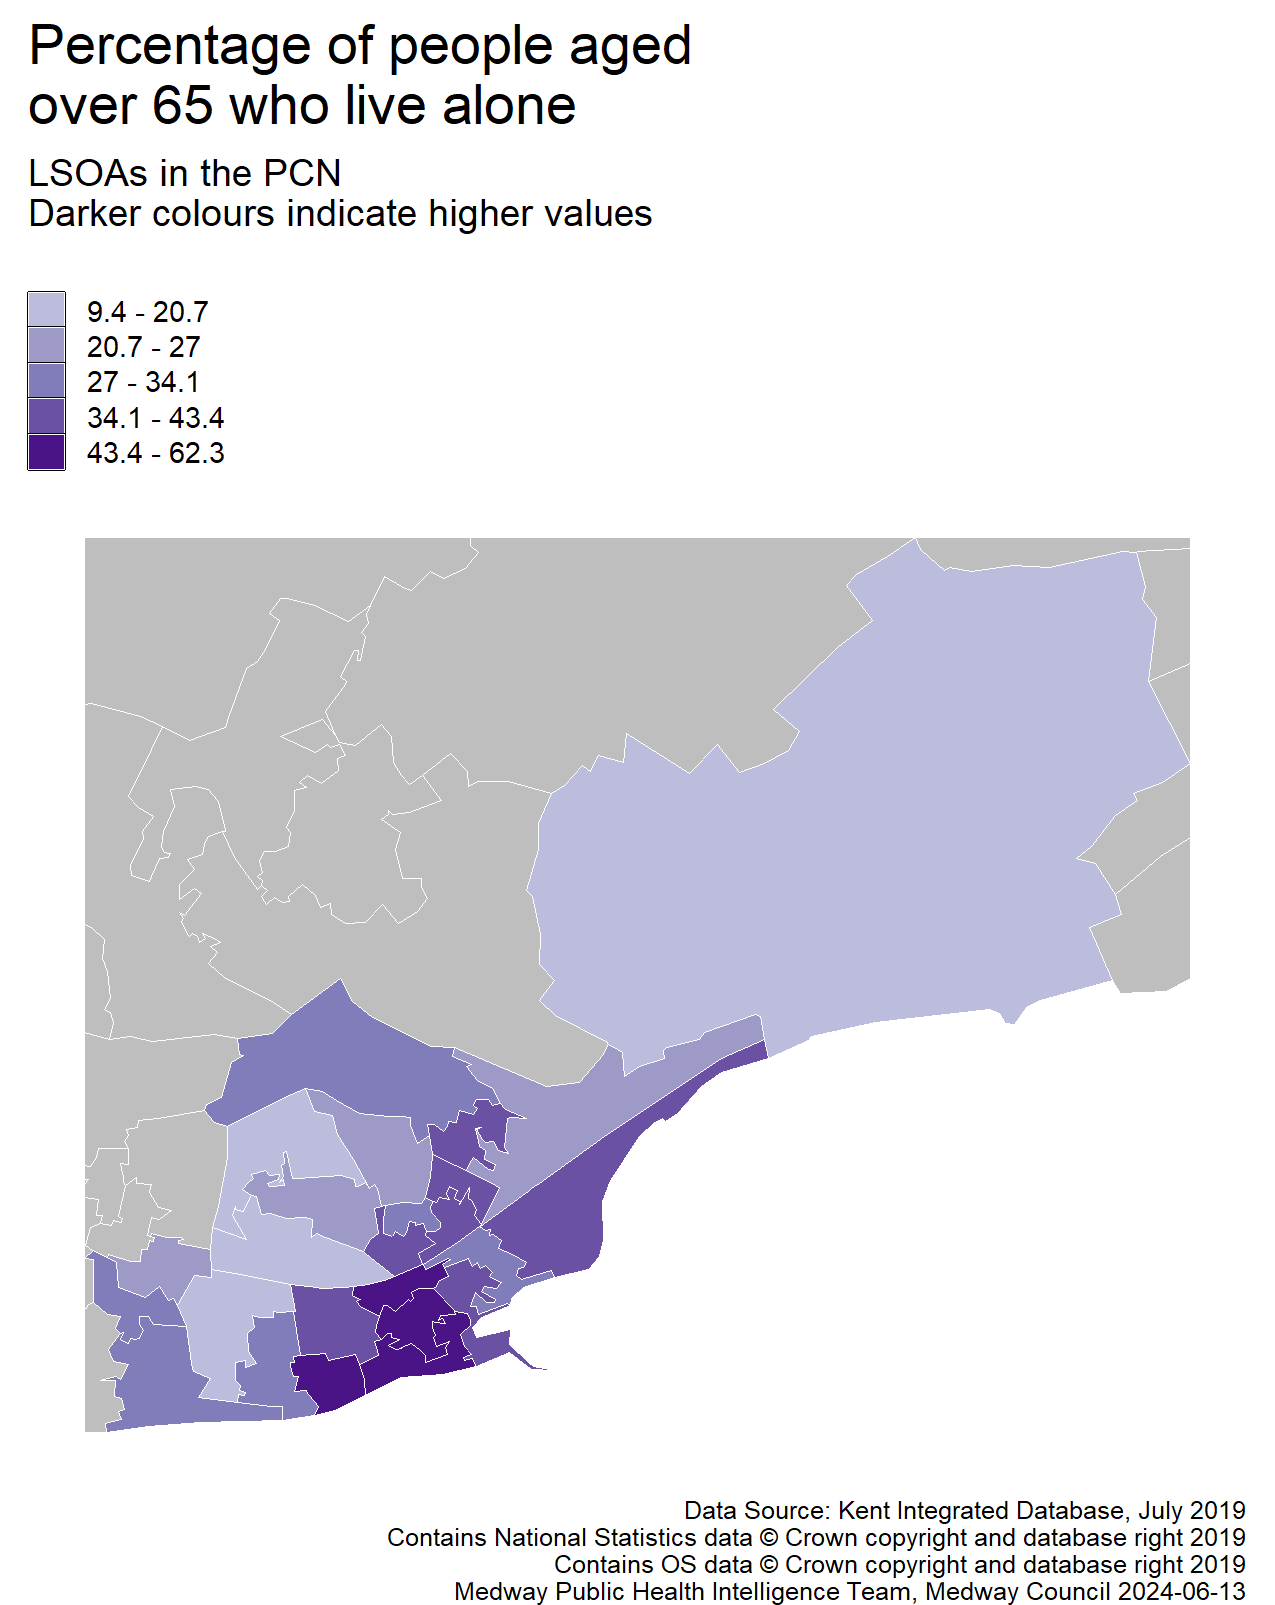 Percentage of people aged
over 65 who live alone
LSOAs in the PCN
Darker colours indicate higher values
9.4 - 20.7
20.7 - 27
27 - 34.1
34.1 - 43.4
43.4 - 62.3
Data Source: Kent Integrated Database, July 2019
Contains National Statistics data © Crown copyright and database right 2019
Contains OS data © Crown copyright and database right 2019
Medway Public Health Intelligence Team, Medway Council 2024-06-13